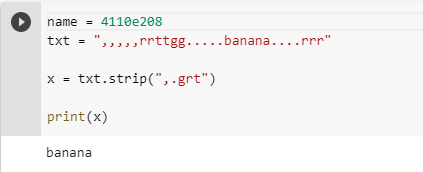 name = 4110e208
txt = ",,,,,rrttgg.....banana....rrr"
x = txt.strip(",.grt")
print(x)
banana